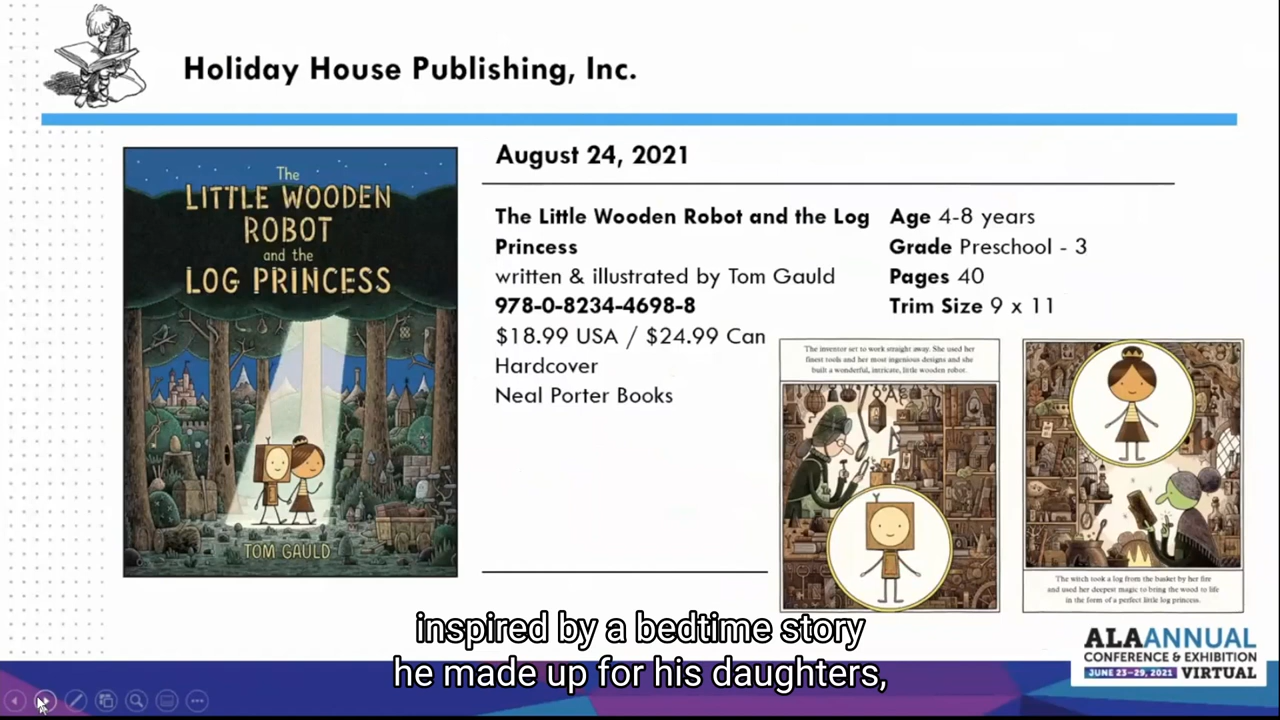 Holiday House Publishing, Inc.
The
LITTLE WOODEN
ROBOT
and the
LOG PRINCESS
TOM GAULD
August 24, 2021
The Little Wooden Robot and the Log
Princess
written & illustrated by Tom Gauld
978-0-8234-4698-8
$18.99 USA / $24.99 Can
Hardcover
Neal Porter Books
Age 4-8 years
Grade Preschool - 3
Pages 40
Trim Size 9 x 11
The inventor set to work straight away. She used her
finest tools and her most ingenious designs and she
built a wonderful, intricate, little wooden robot.
The witch took a log from the basket by her fire
and used her deepest magic to bring the wood to life
in the form of a perfect little log princess.
inspired by a bedtime story
he made up for his daughters,
ALAANNUAL
CONFERENCE & EXHIBITION
JUNE 23–29, 2021 VIRTUAL